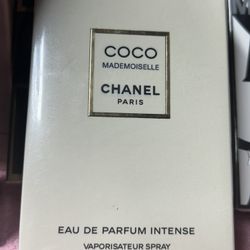 COCO
MADEMOISELLE
CHANEL
PARIS
EAU DE PARFUM INTENSE
VAPORISATEUR SPRAY